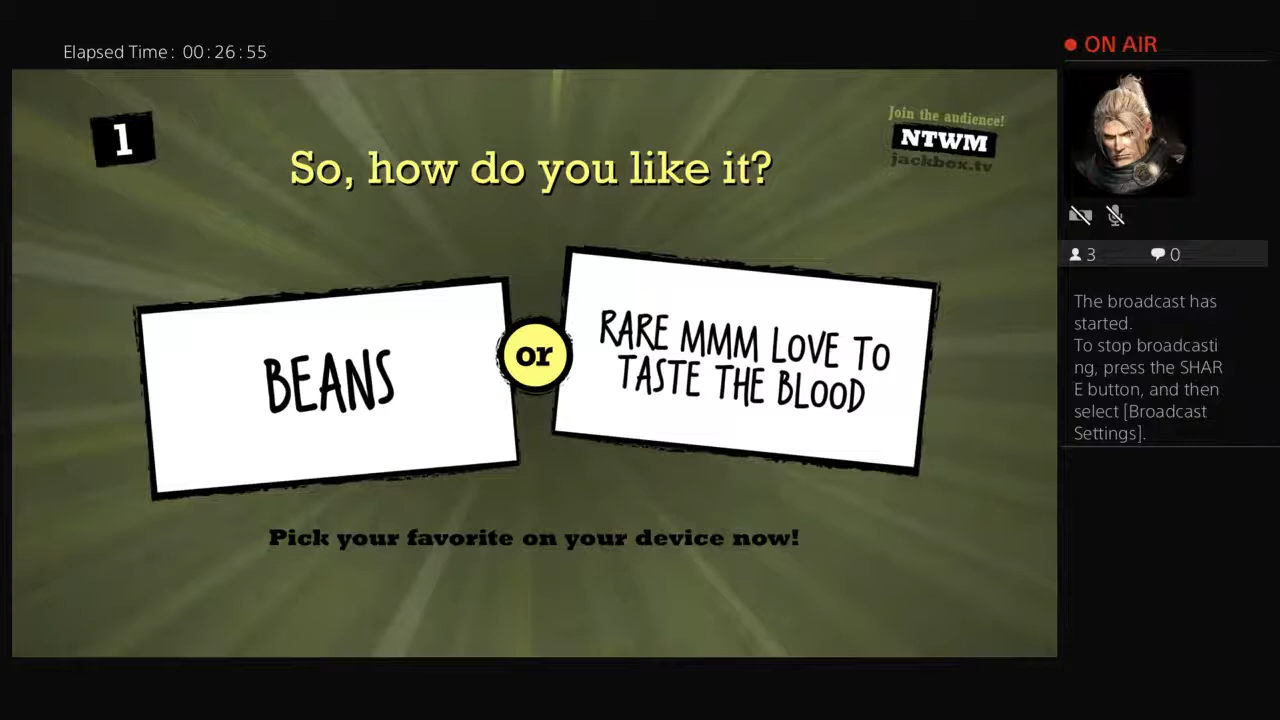 Elapsed Time: 00:26:55
ON AIR
1
Join the audience!
NTWM
jackbox.tv
So, how do you like it?
BEANS
or
RARE MMM LOVE TO
TASTE THE BLOOD
Pick your favorite on your device now!
3
0
The broadcast has
started.
To stop broadcasti
ng, press the SHAR
E button, and then
select [Broadcast
Settings].